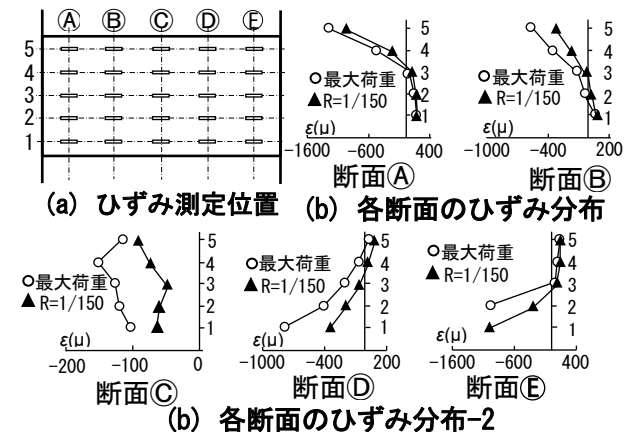 Ⓐ Ⓑ Ⓒ Ⓓ Ⓔ
5
4
3
2
1
(a) ひずみ測定位置
5
4
3
2
1
○最大荷重
▲R=1/150
ε(μ)
-1600 -600 400
断面Ⓐ
5
4
3
2
1
○最大荷重
▲R=1/150
ε(μ)
-1000 200
断面Ⓑ
(b) 各断面のひずみ分布
5
4
3
2
1
○最大荷重
▲R=1/150
ε(μ)
-200 -100 0
断面Ⓒ
5
4
3
2
1
○最大荷重
▲R=1/150
ε(μ)
-1000 -400 200
断面Ⓓ
5
4
3
2
1
○最大荷重
▲R=1/150
ε(μ)
-1600 -600 400
断面Ⓔ
(b) 各断面のひずみ分布-2